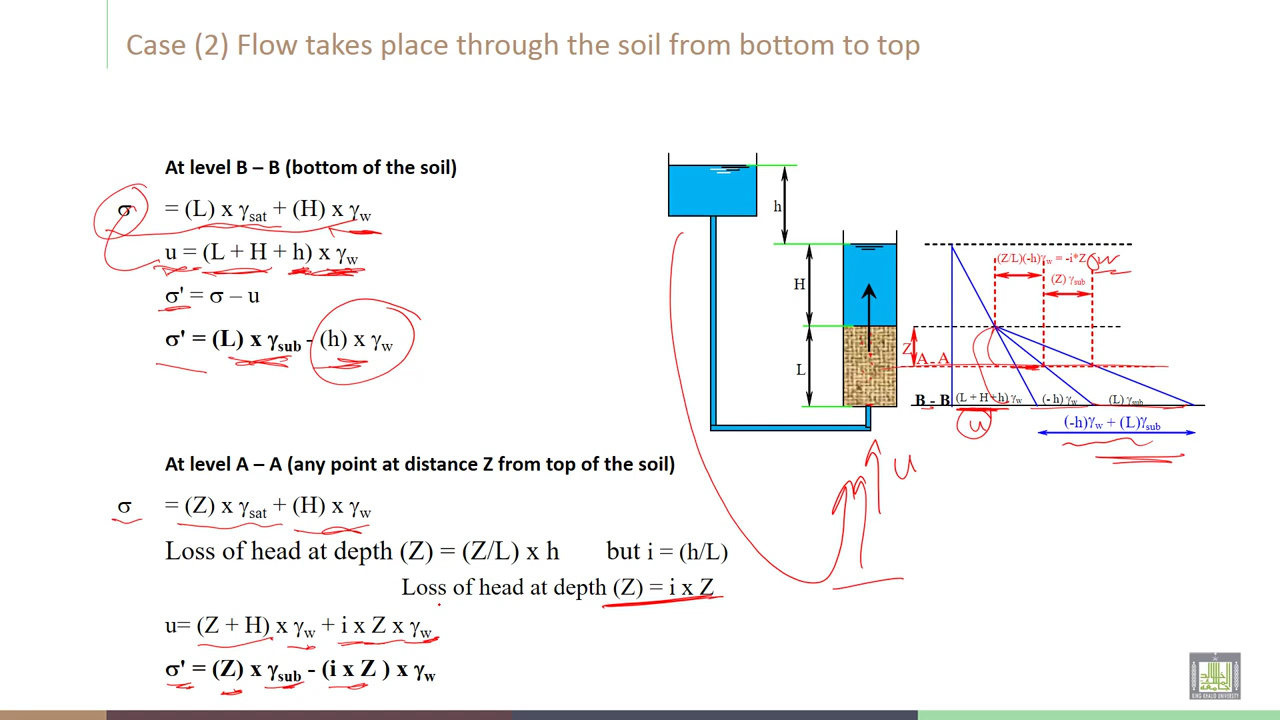 Case (2) Flow takes place through the soil from bottom to top
At level B – B (bottom of the soil)
σ = (L) x γsat + (H) x γw
u = (L + H + h) x γw
σ' = σ – u
σ' = (L) x γsub - (h) x γw
At level A – A (any point at distance Z from top of the soil)
σ = (Z) x γsat + (H) x γw
Loss of head at depth (Z) = (Z/L) x h but i = (h/L)
Loss of head at depth (Z) = i x Z
u= (Z + H) x γw + i x Z x γw
σ' = (Z) x γsub - (i x Z ) x γw
h
H
L
Z
A - A
B - B
(Z/L)(-h)γw = -i*Z γw
(Z) γsub
(L + H +h) γw
(- h) γw
(L) γsub
(-h)γw + (L)γsub
u
u
KING KHALID UNIVERSITY